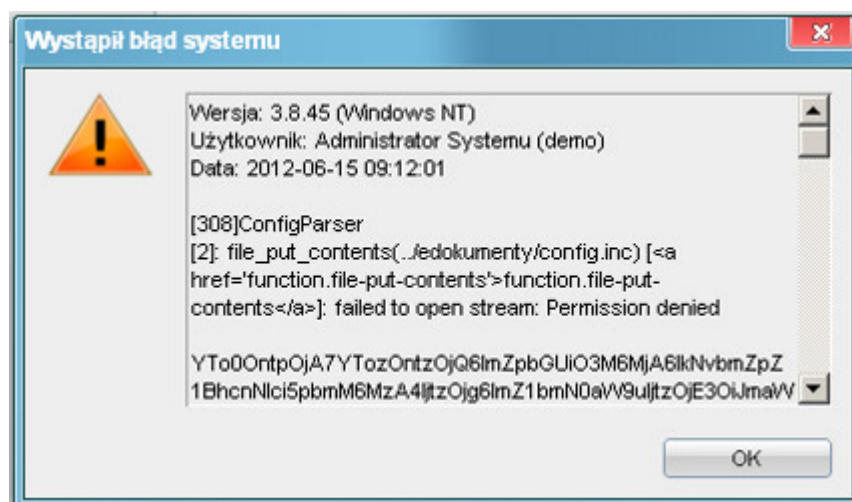 Wystąpił błąd systemu
Wersja: 3.8.45 (Windows NT)
Użytkownik: Administrator Systemu (demo)
Data: 2012-06-15 09:12:01
[308]ConfigParser
[2]: file_put_contents(../edokumenty/config.inc) [<a
href='function.file-put-contents'>function.file-put-
contents</a>]: failed to open stream: Permission denied
YTo0OntpOjA7YTozOntzOjQ6ImZpbGUiO3M6MjA6IkNvbmZpZ
1BhcnNlci5pbmM6MzA4IjtzOjg6ImZ1bmN0aW9uIjtzOjE3OiJmaW
OK